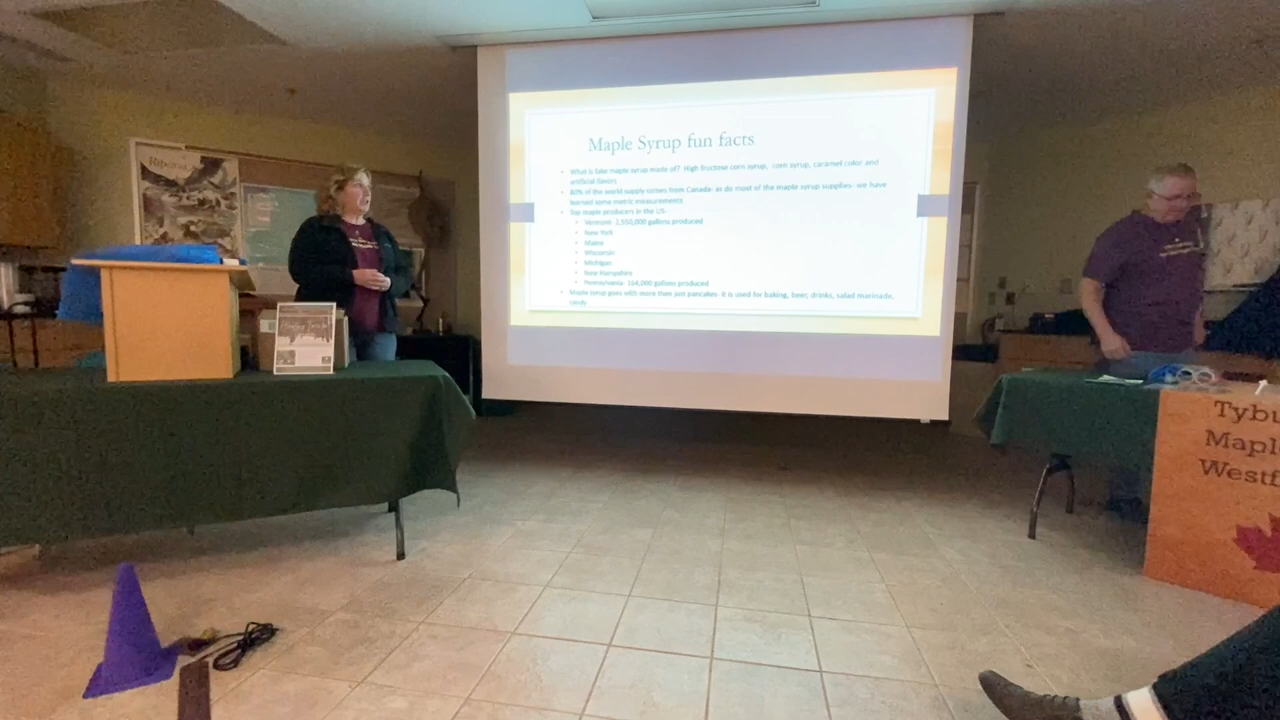 Maple Syrup fun facts
• What is fake maple syrup made of? High fructose corn syrup, corn syrup, caramel color and
artificial flavors
• 80% of the world supply comes from Canada- as do most of the maple syrup supplies- we have
learned some metric measurements
• Top maple producers in the US-
• Vermont- 2,550,000 gallons produced
• New York
• Maine
• Wisconsin
• Michigan
• New Hampshire
• Pennsylvania- 164,000 gallons produced
• Maple syrup goes with more than just pancakes- it is used for baking, beer, drinks, salad marinade,
candy
Tybu
Maple
Westf